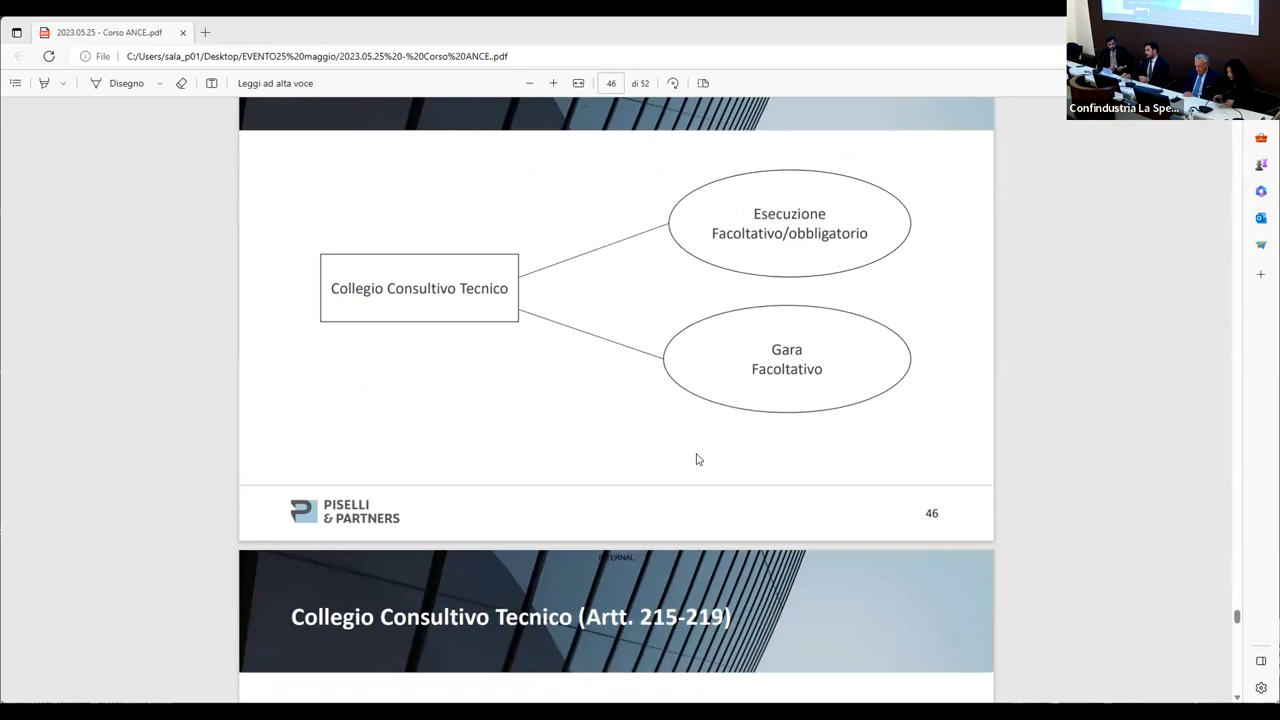 2023.05.25 - Corso ANCE..pdf
File
C:/Users/sala_p01/Desktop/EVENTO25%20maggio/2023.05.25%20-%20Corso%20ANCE..pdf
Disegno
Leggi ad alta voce
46
di 52
Confindustria La Spe...
Esecuzione
Facoltativo/obbligatorio
Collegio Consultivo Tecnico
Gara
Facoltativo
PISELLI
& PARTNERS
46
Collegio Consultivo Tecnico (Artt. 215-219)